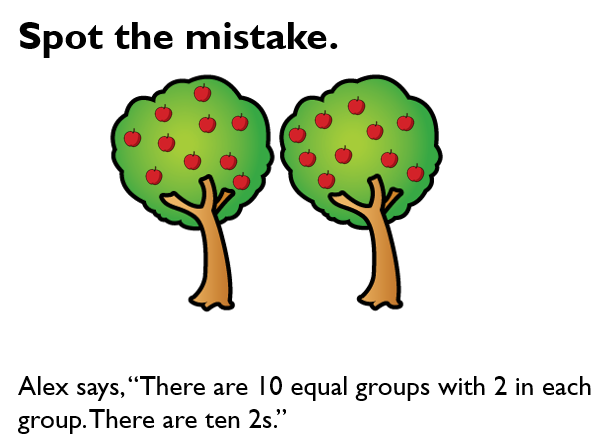 Spot the mistake.
Alex says, “There are 10 equal groups with 2 in each
group. There are ten 2s.”